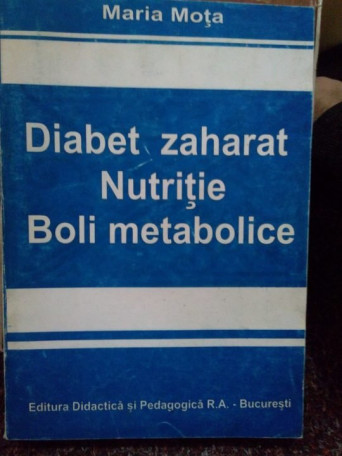 Maria Moţa
Diabet zaharat
Nutriţie
Boli metabolice
Editura Didactică şi Pedagogică R.A. - Bucureşti